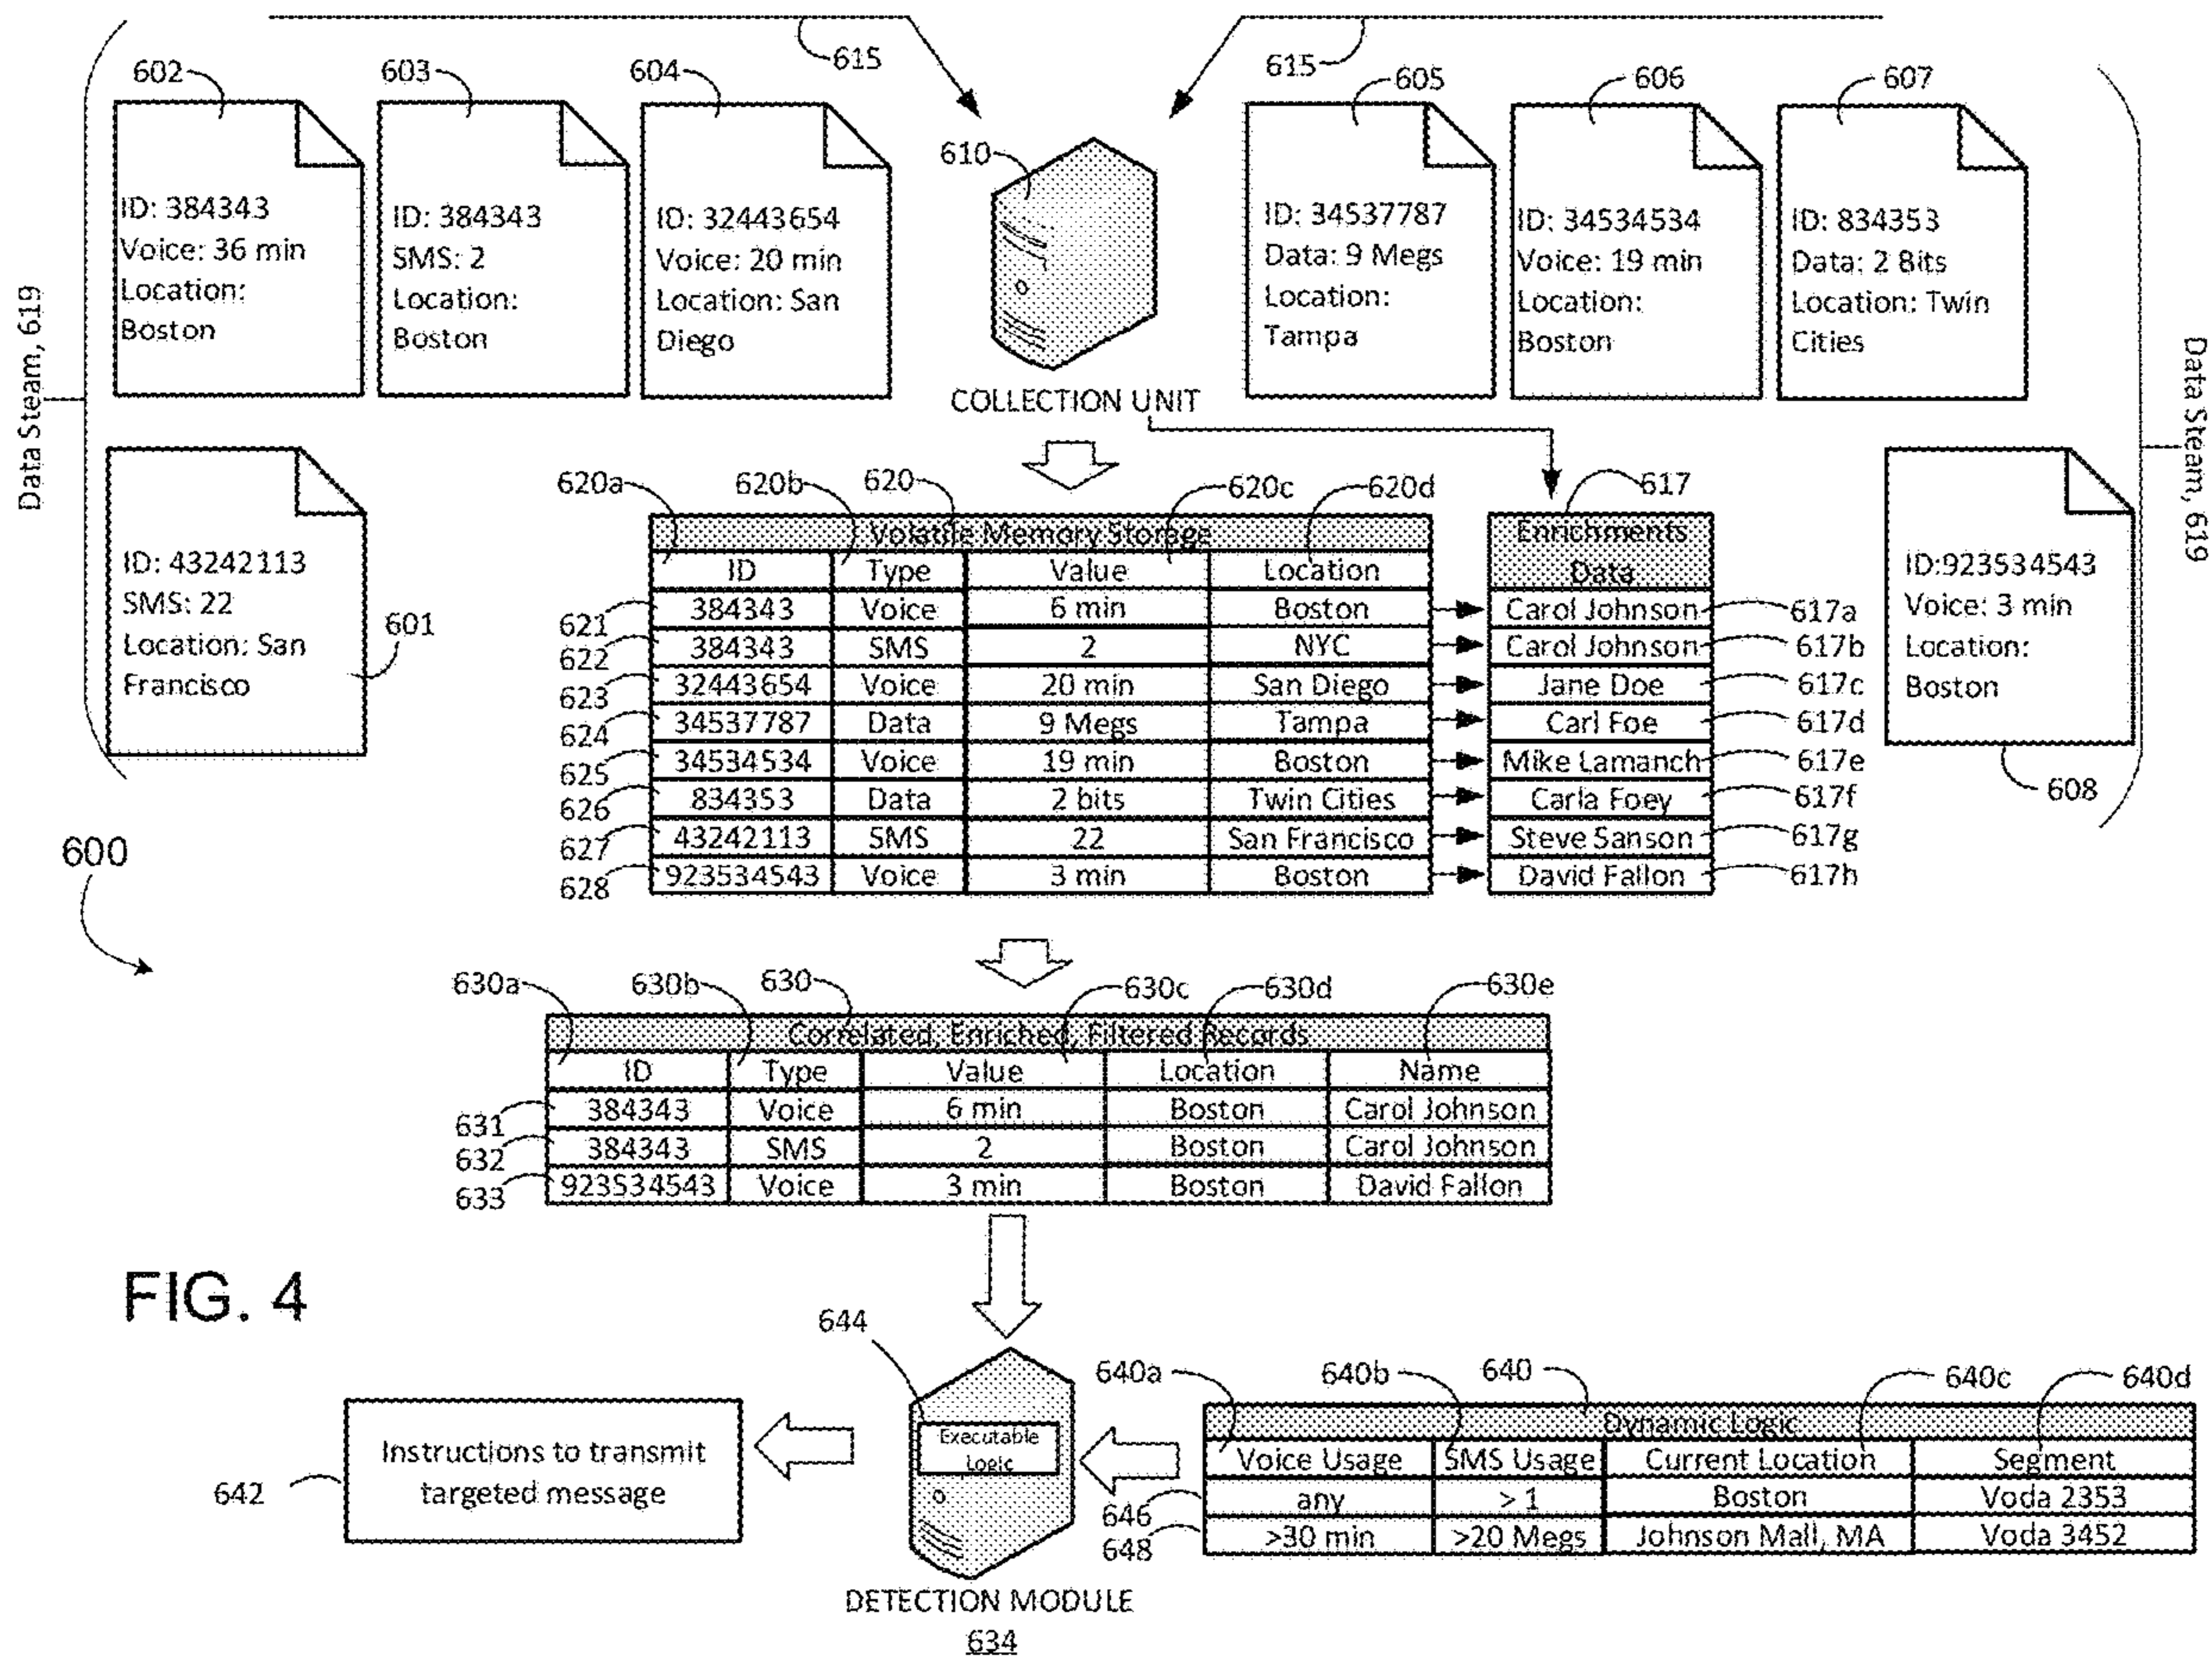 615
615
602
603
604
605
606
607
610
ID: 384343
Voice: 36 min
Location:
Boston
ID: 384343
SMS: 2
Location:
Boston
ID: 32443654
Voice: 20 min
Location: San
Diego
ID: 34537787
Data: 9 Megs
Location:
Tampa
ID: 34534534
Voice: 19 min
Location:
Boston
ID: 834353
Data: 2 Bits
Location: Twin
Cities
Data Steam, 619
Data Steam, 619
COLLECTION UNIT
ID: 43242113
SMS: 22
Location: San
Francisco
601
ID:923534543
Voice: 3 min
Location:
Boston
608
620a
620b
620
620c
620d
617
Volatile Memory Storage
Enrichments
Data
ID Type Value Location
621 384343 Voice 6 min Boston Carol Johnson 617a
622 384343 SMS 2 NYC Carol Johnson 617b
623 32443654 Voice 20 min San Diego Jane Doe 617c
624 34537787 Data 9 Megs Tampa Carl Foe 617d
625 34534534 Voice 19 min Boston Mike Lamanch 617e
626 834353 Data 2 bits Twin Cities Carla Foey 617f
627 43242113 SMS 22 San Francisco Steve Sanson 617g
628 923534543 Voice 3 min Boston David Fallon 617h
600
630a
630b
630
630c
630d
630e
Correlated, Enriched, Filtered Records
ID Type Value Location Name
631 384343 Voice 6 min Boston Carol Johnson
632 384343 SMS 2 Boston Carol Johnson
633 923534543 Voice 3 min Boston David Fallon
FIG. 4
644
Executable
Logic
640a
640b
640
640c
640d
Dynamic Logic
Voice Usage SMS Usage Current Location Segment
646 any > 1 Boston Voda 2353
648 >30 min >20 Megs Johnson Mall, MA Voda 3452
Instructions to transmit
targeted message
642
DETECTION MODULE
634